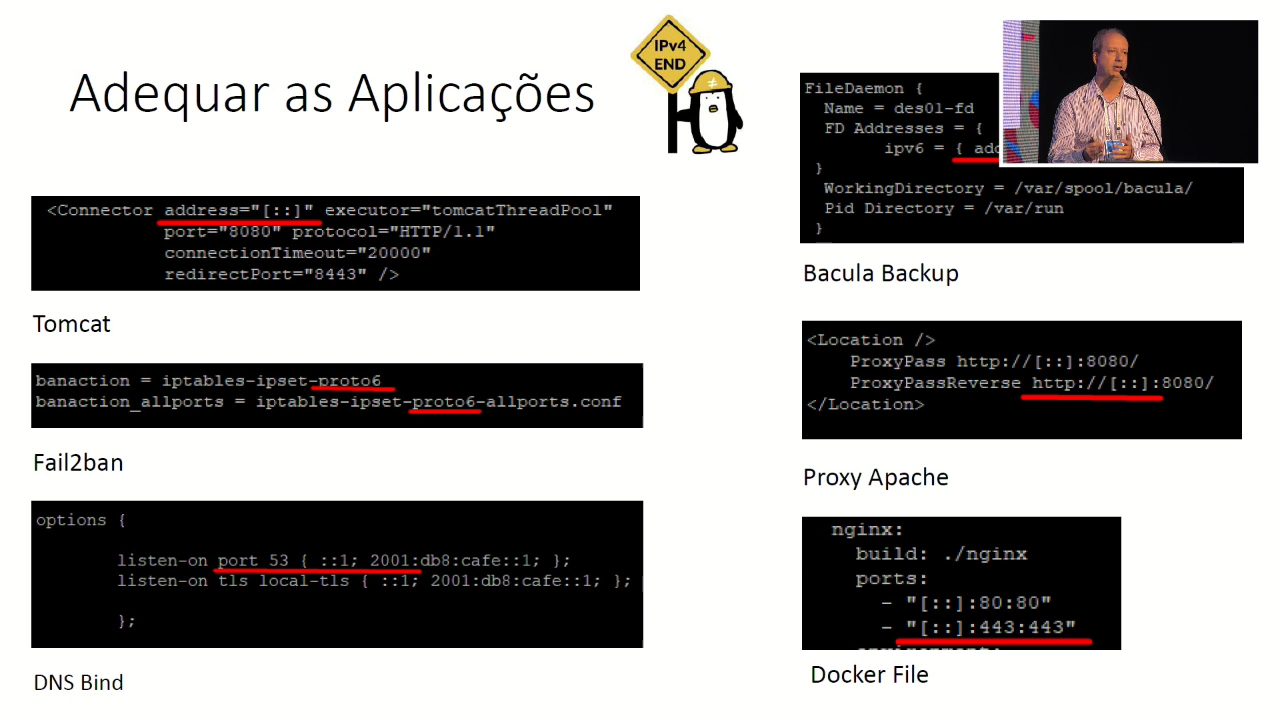 Adequar as Aplicações
IPv4
END
<Connector address="[::]" executor="tomcatThreadPool"
port="8080" protocol="HTTP/1.1"
connectionTimeout="20000"
redirectPort="8443" />
Tomcat
banaction = iptables-ipset-proto6
banaction_allports = iptables-ipset-proto6-allports.conf
Fail2ban
options {
listen-on port 53 { ::1; 2001:db8:cafe::1; };
listen-on tls local-tls { ::1; 2001:db8:cafe::1; };
};
DNS Bind
FileDaemon {
Name = des01-fd
FD Addresses = {
ipv6 = { add
}
WorkingDirectory = /var/spool/bacula/
Pid Directory = /var/run
}
Bacula Backup
<Location />
ProxyPass http://[::]:8080/
ProxyPassReverse http://[::]:8080/
</Location>
Proxy Apache
nginx:
build: ./nginx
ports:
- "[::]:80:80"
- "[::]:443:443"
Docker File